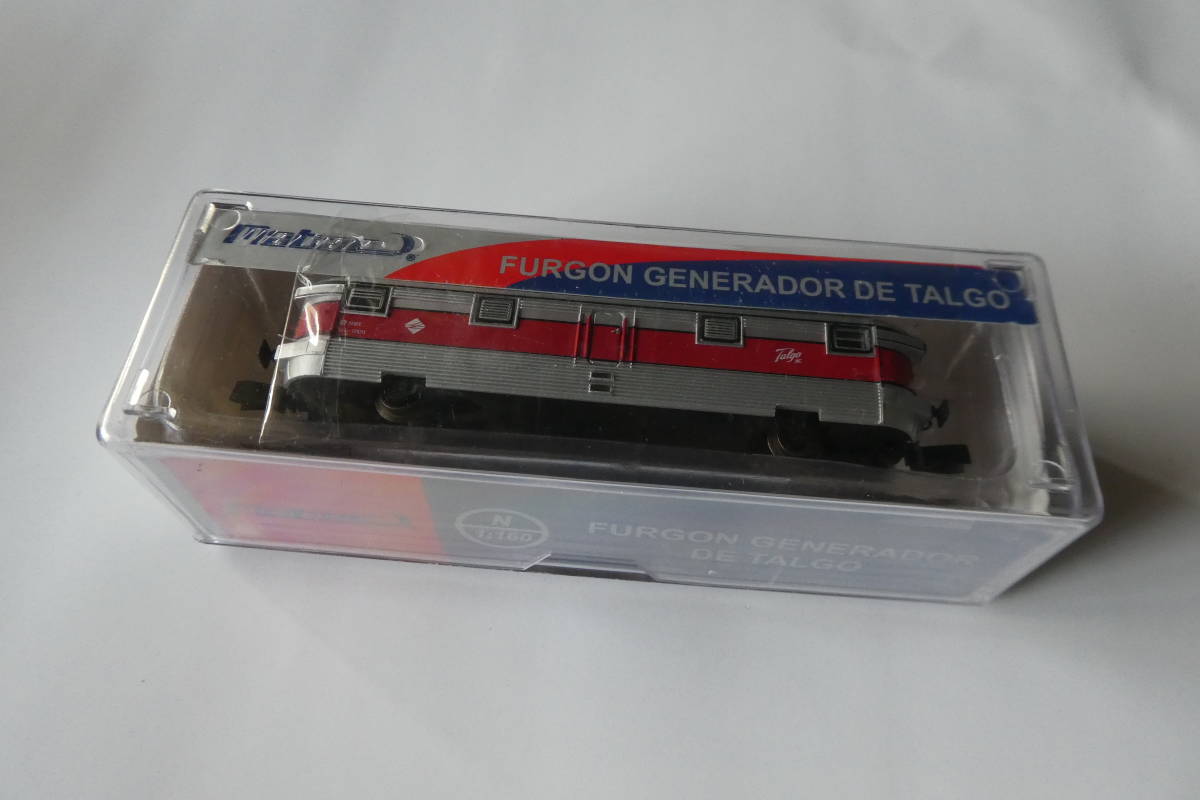 Mabar ®
FURGON GENERADOR DE TALGO
Talgo
N
1:160
FURGON GENERADOR
DE TALGO